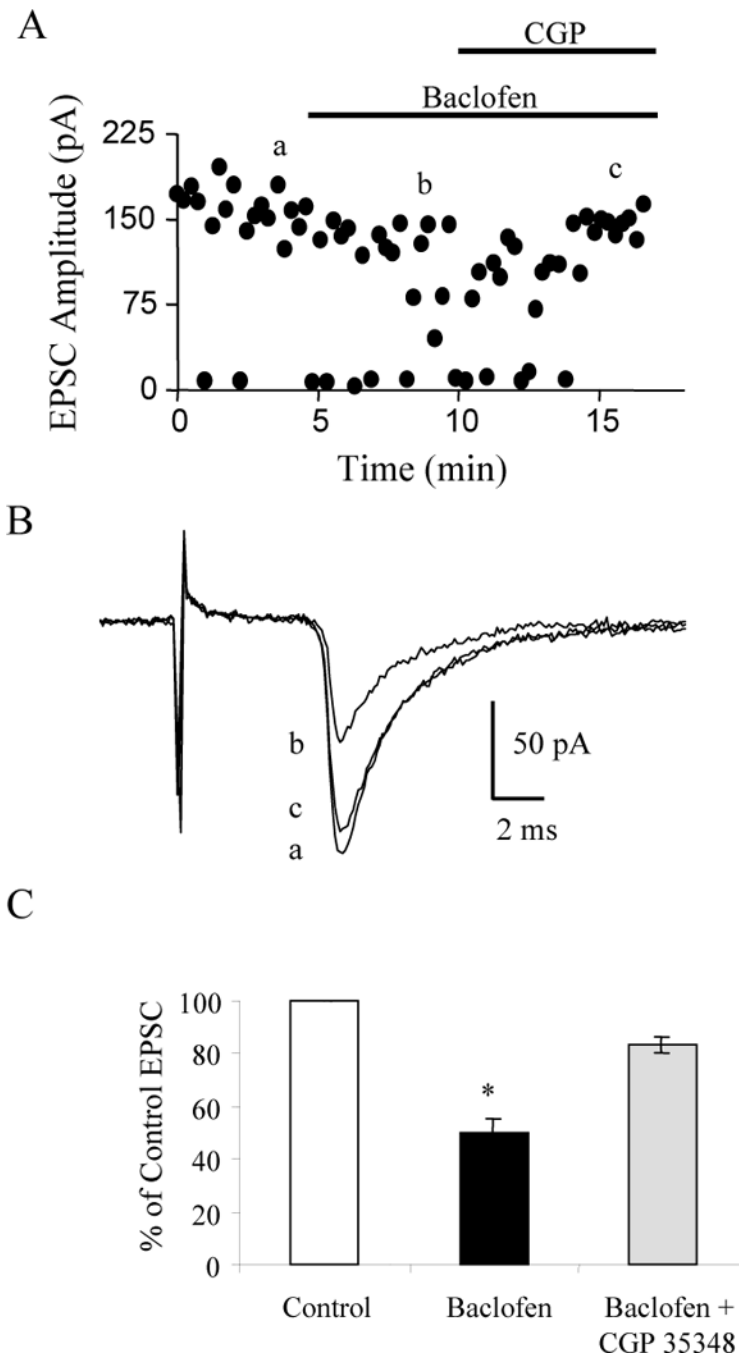 A
CGP
Baclofen
EPSC Amplitude (pA)
225
150
75
0
a
b
c
0 5 10 15
Time (min)
B
b
c
a
50 pA
2 ms
C
% of Control EPSC
100
80
60
40
20
0
*
Control
Baclofen
Baclofen +
CGP 35348